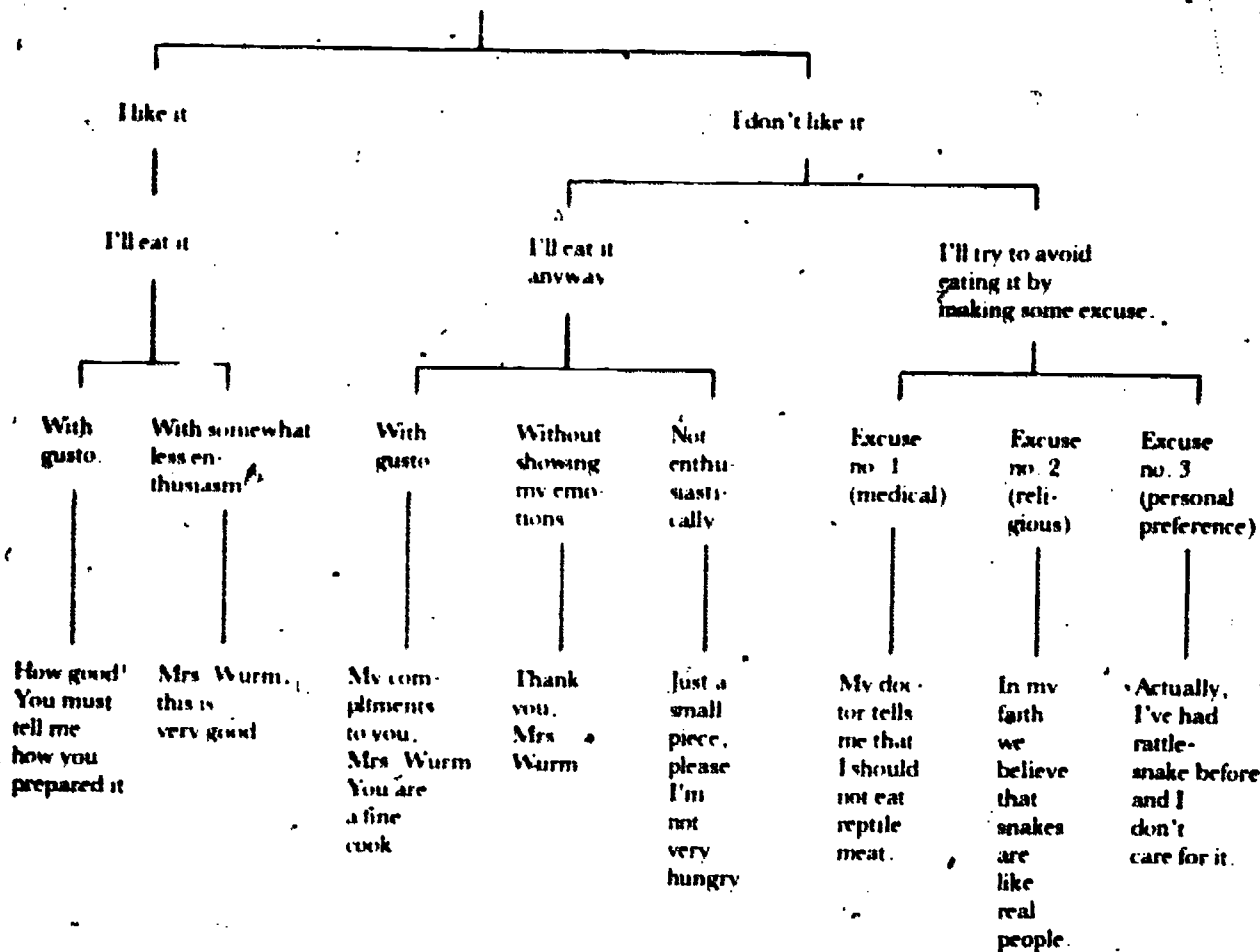 I like it
I don't like it
I'll eat it
I'll eat it
anyway
I'll try to avoid
eating it by
making some excuse.
With
gusto.
With somewhat
less en-
thusiasm
With
gusto
Without
showing
my emo-
tions
Not
enthu-
siasti-
cally
Excuse
no. 1
(medical)
Excuse
no. 2
(reli-
gious)
Excuse
no. 3
(personal
preference)
How good!
You must
tell me
how you
prepared it
Mrs Wurm,
this is
very good
My com-
pliments
to you,
Mrs Wurm
You are
a fine
cook
Thank
you,
Mrs
Wurm
Just a
small
piece,
please
I'm
not
very
hungry
My doc-
tor tells
me that
I should
not eat
reptile
meat.
In my
faith
we
believe
that
snakes
are
like
real
people.
Actually,
I've had
rattle-
snake before
and I
don't
care for it.